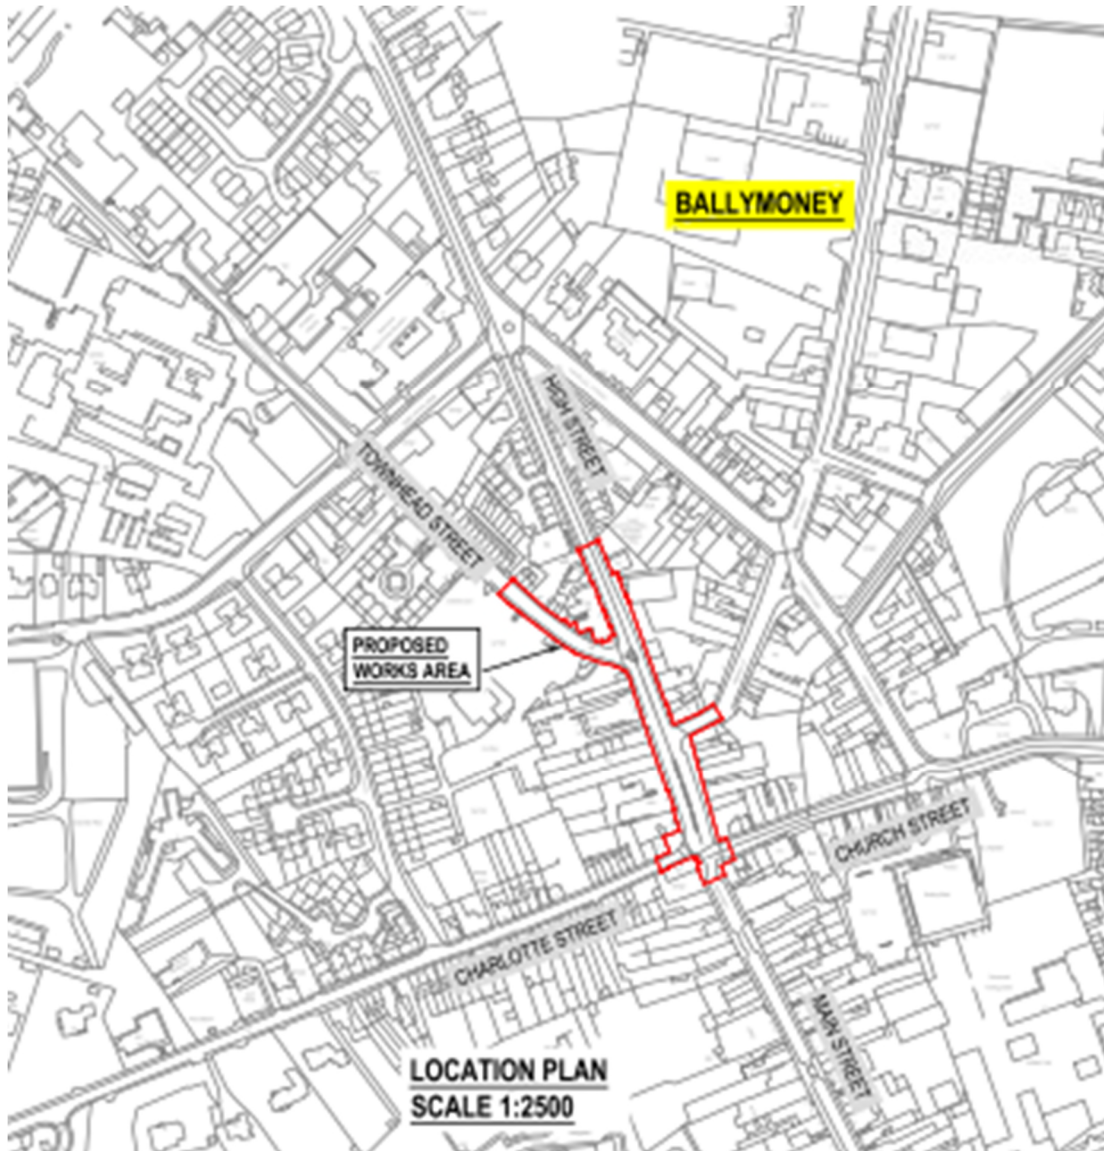 BALLYMONEY
HIGH STREET
TOWNHEAD STREET
PROPOSED
WORKS AREA
CHURCH STREET
CHARLOTTE STREET
MAIN STREET
LOCATION PLAN
SCALE 1:2500